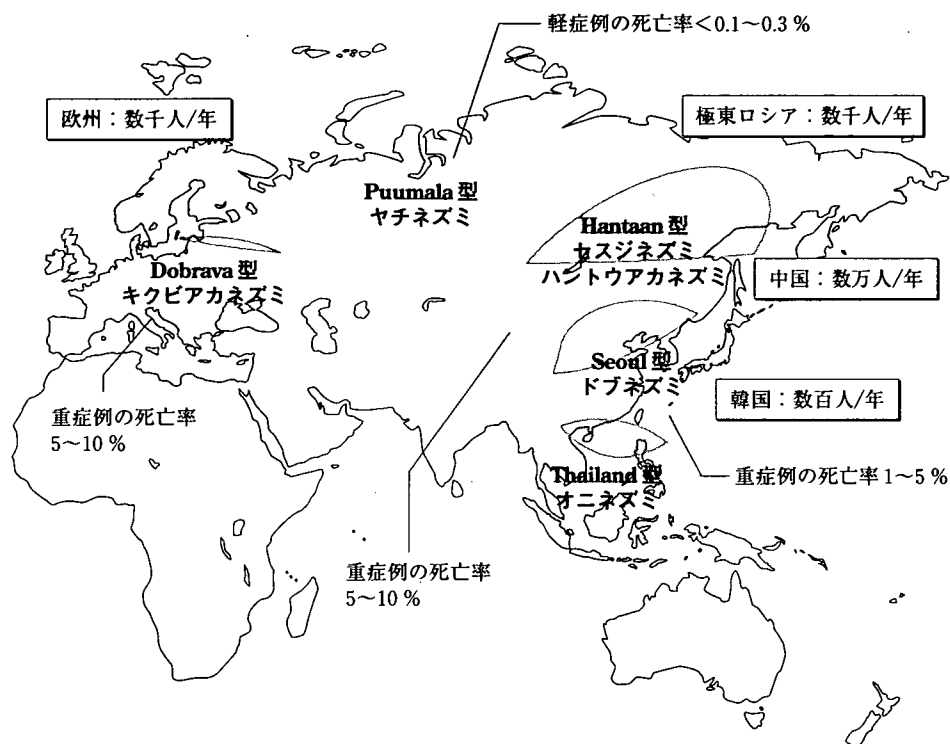 軽症例の死亡率<0.1～0.3 %
欧州：数千人/年
極東ロシア：数千人/年
Puumala 型
ヤチネズミ
Hantaan 型
セスジネズミ
ハントウアカネズミ
Dobrava 型
キクビアカネズミ
中国：数万人/年
Seoul 型
ドブネズミ
韓国：数百人/年
重症例の死亡率
5～10 %
Thailand 型
オニネズミ
重症例の死亡率 1～5 %
重症例の死亡率
5～10 %